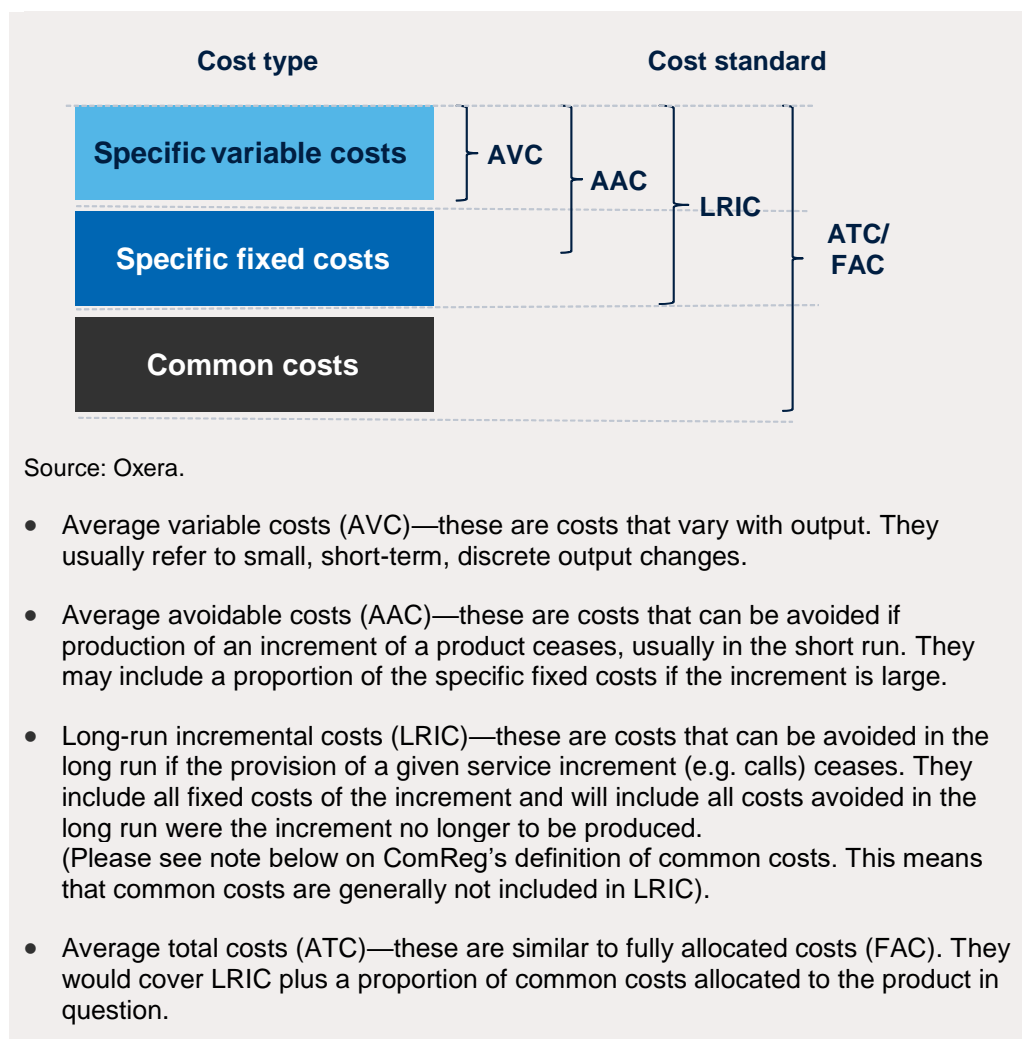 Cost type Cost standard
Specific variable costs AVC
AAC
LRIC
Specific fixed costs ATC/
FAC
Common costs
Source: Oxera.
• Average variable costs (AVC)—these are costs that vary with output. They
usually refer to small, short-term, discrete output changes.
• Average avoidable costs (AAC)—these are costs that can be avoided if
production of an increment of a product ceases, usually in the short run. They
may include a proportion of the specific fixed costs if the increment is large.
• Long-run incremental costs (LRIC)—these are costs that can be avoided in the
long run if the provision of a given service increment (e.g. calls) ceases. They
include all fixed costs of the increment and will include all costs avoided in the
long run were the increment no longer to be produced.
(Please see note below on ComReg’s definition of common costs. This means
that common costs are generally not included in LRIC).
• Average total costs (ATC)—these are similar to fully allocated costs (FAC). They
would cover LRIC plus a proportion of common costs allocated to the product in
question.